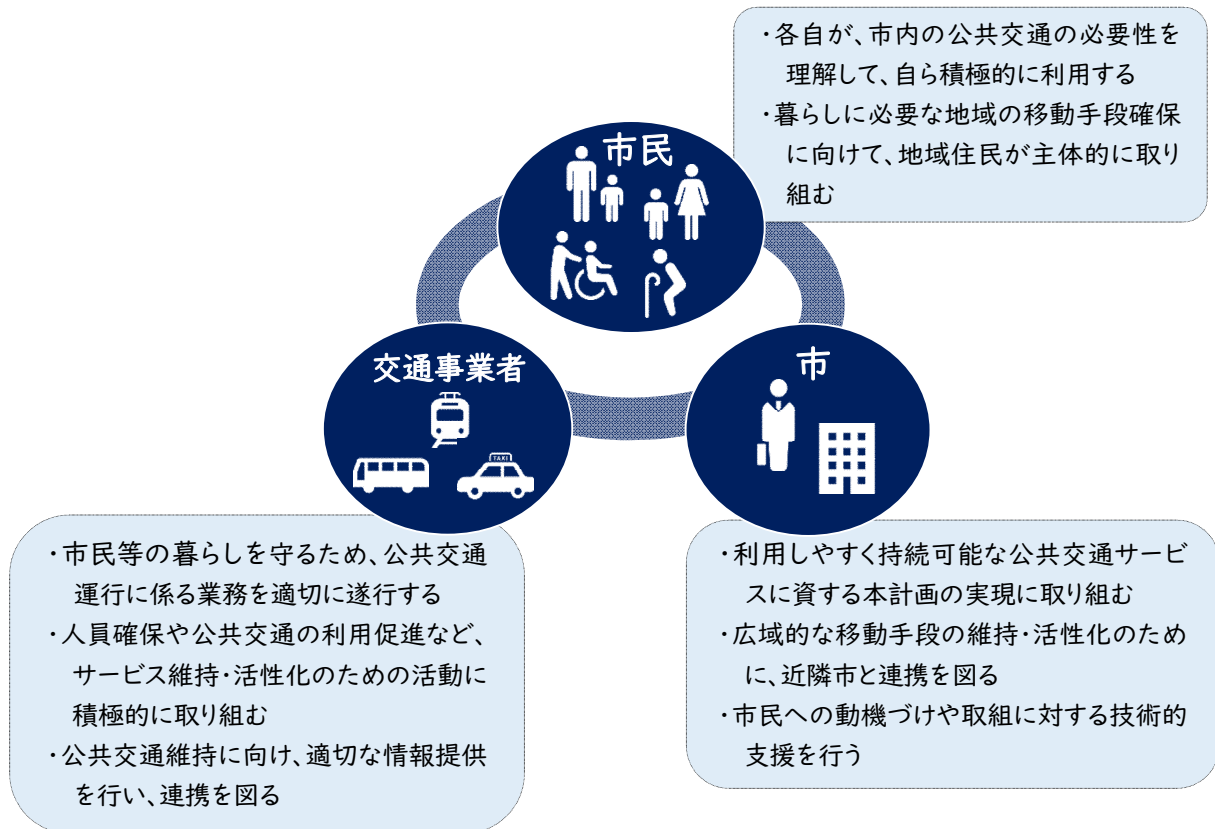 ・各自が、市内の公共交通の必要性を
理解して、自ら積極的に利用する
・暮らしに必要な地域の移動手段確保
に向けて、地域住民が主体的に取り
組む
市民
交通事業者
TAXI
市
・市民等の暮らしを守るため、公共交通
運行に係る業務を適切に遂行する
・人員確保や公共交通の利用促進など、
サービス維持・活性化のための活動に
積極的に取り組む
・公共交通維持に向け、適切な情報提供
を行い、連携を図る
・利用しやすく持続可能な公共交通サービ
スに資する本計画の実現に取り組む
・広域的な移動手段の維持・活性化のため
に、近隣市と連携を図る
・市民への動機づけや取組に対する技術的
支援を行う